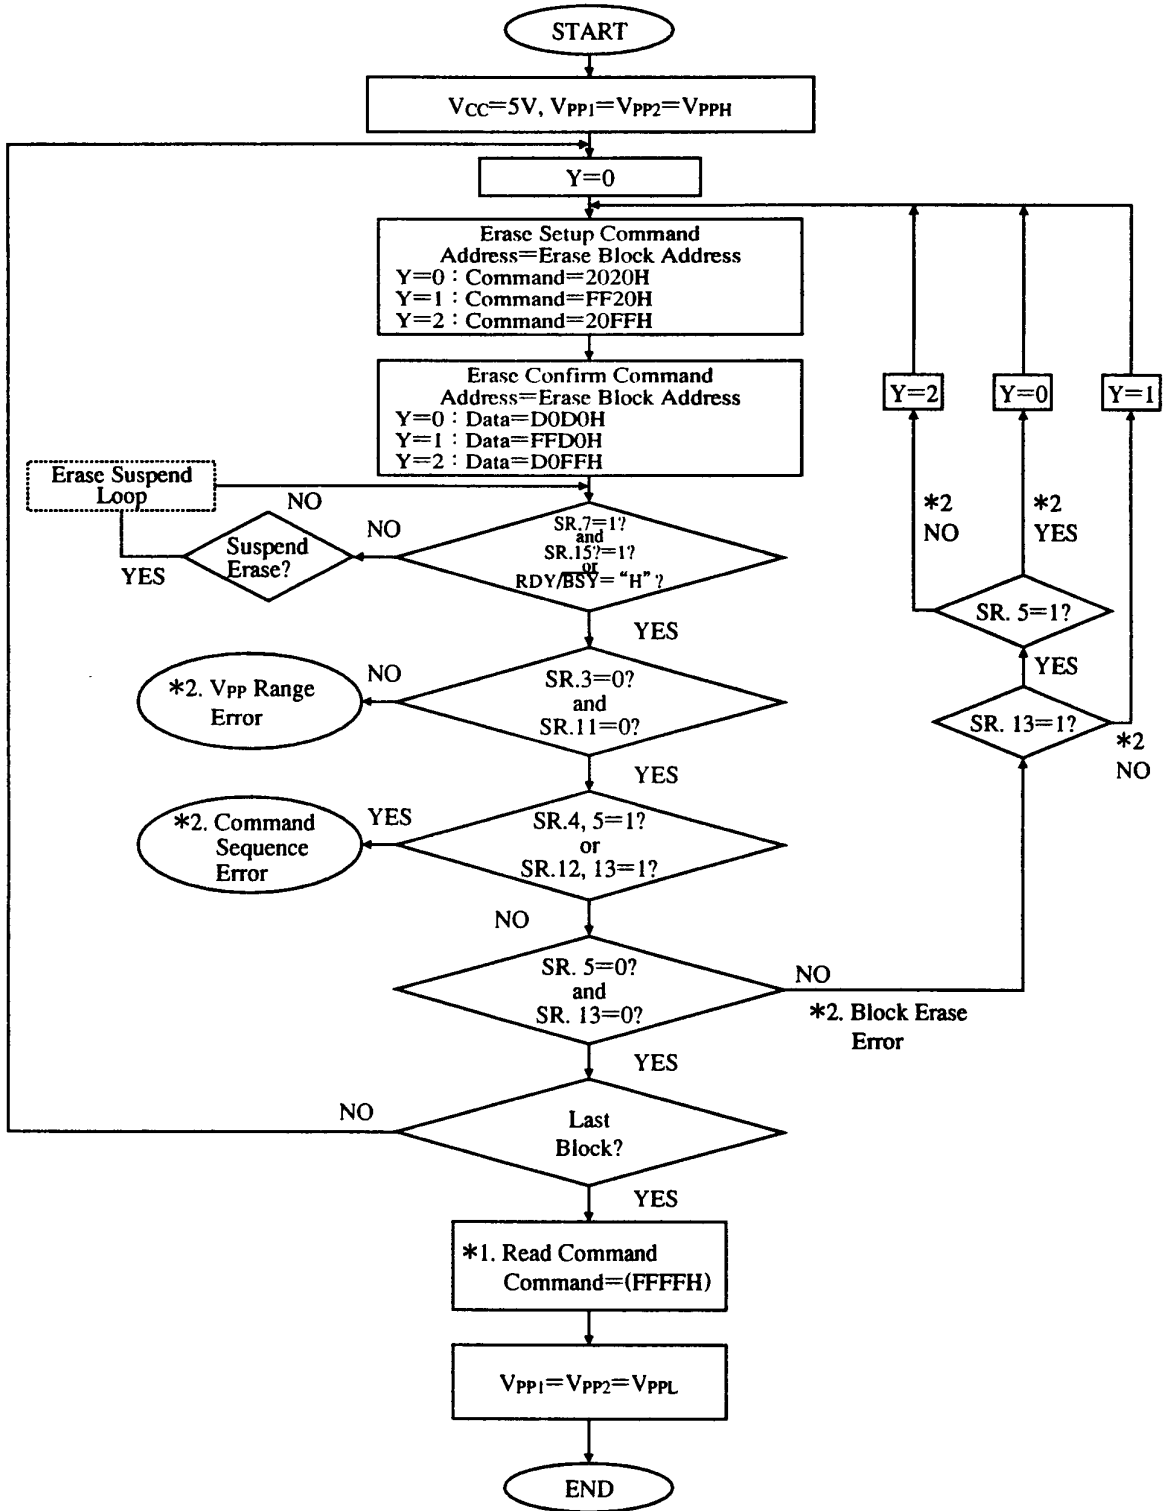 START
VCC=5V, VPP1=VPP2=VPPH
Y=0
Erase Setup Command
Address=Erase Block Address
Y=0 : Command=2020H
Y=1 : Command=FF20H
Y=2 : Command=20FFH
Erase Confirm Command
Address=Erase Block Address
Y=0 : Data=D0D0H
Y=1 : Data=FFD0H
Y=2 : Data=D0FFH
Y=2
Y=0
Y=1
Erase Suspend
Loop
NO
Suspend
Erase?
YES
NO
SR.7=1?
and
SR.15?=1?
or
RDY/BSY= “H” ?
YES
*2
NO
*2
YES
SR. 5=1?
YES
SR. 13=1?
*2
NO
*2. VPP Range
Error
NO
SR.3=0?
and
SR.11=0?
YES
*2. Command
Sequence
Error
YES
SR.4, 5=1?
or
SR.12, 13=1?
NO
SR. 5=0?
and
SR. 13=0?
NO
*2. Block Erase
Error
YES
NO
Last
Block?
YES
*1. Read Command
Command=(FFFFH)
VPP1=VPP2=VPPL
END